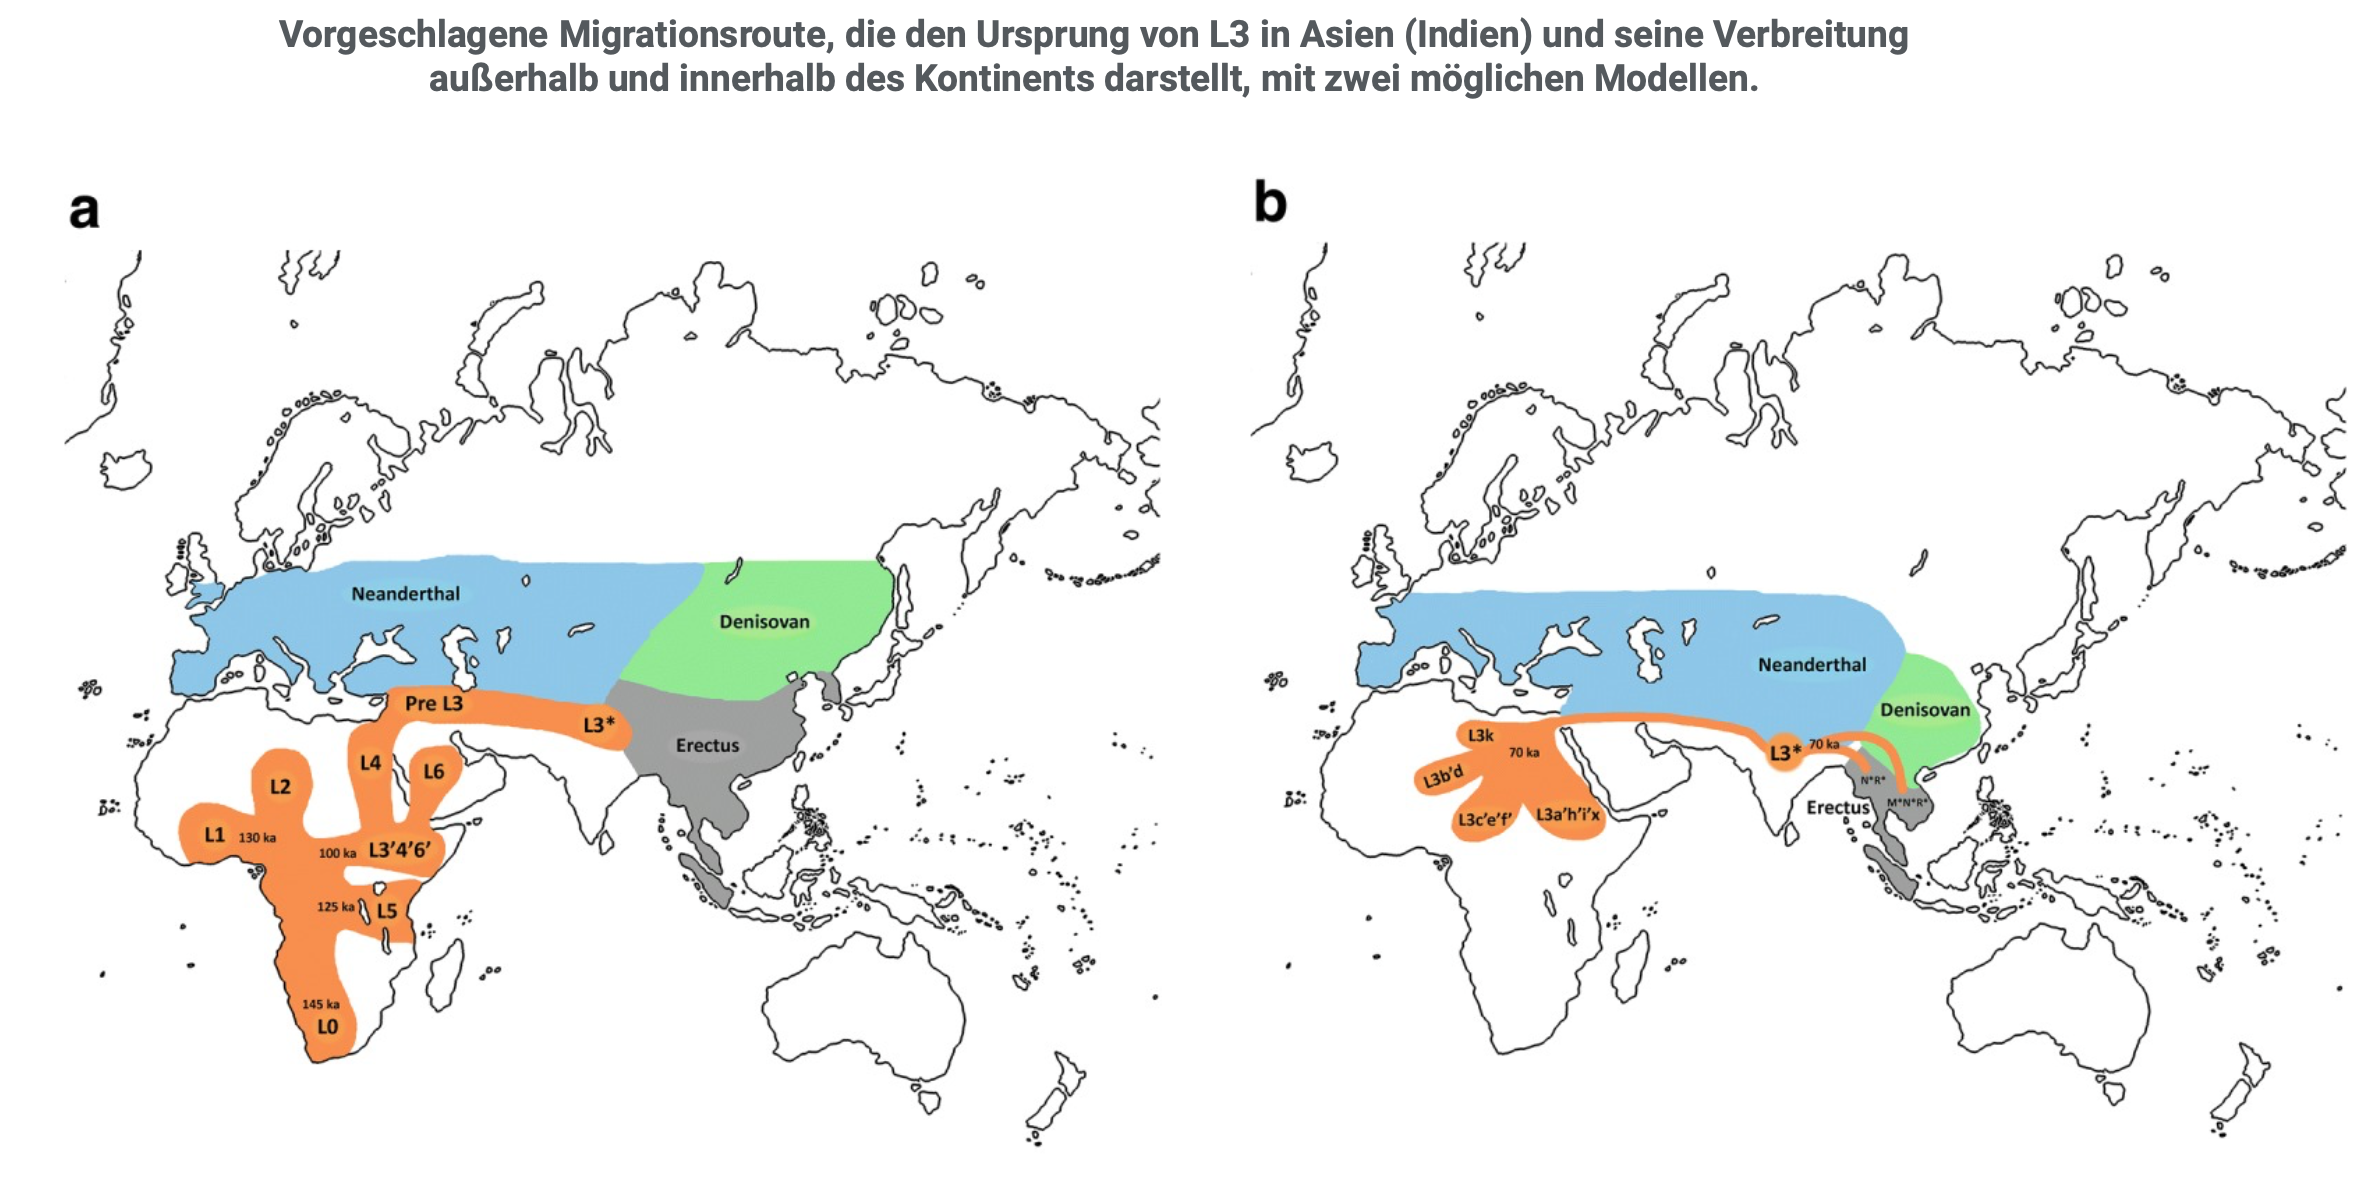 Vorgeschlagene Migrationsroute, die den Ursprung von L3 in Asien (Indien) und seine Verbreitung
außerhalb und innerhalb des Kontinents darstellt, mit zwei möglichen Modellen.
a
Neanderthal
Denisovan
Pre L3
L3*
Erectus
L4
L6
L2
L1
130 ka
100 ka
L3'4'6'
125 ka
L5
145 ka
L0
b
Neanderthal
Denisovan
L3k
70 ka
L3*
70 ka
L3b'd
N*R*
M*N*R*
Erectus
L3c'e'f'
L3a'h'i'x